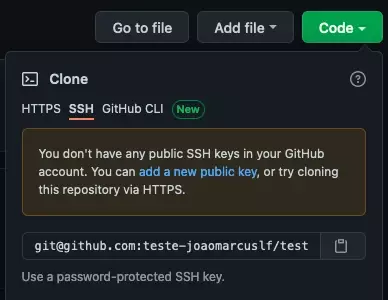 Go to file Add file Code
Clone
HTTPS SSH GitHub CLI New
You don't have any public SSH keys in your GitHub
account. You can add a new public key, or try cloning
this repository via HTTPS.
git@github.com:teste-joaomarcuslf/test
Use a password-protected SSH key.